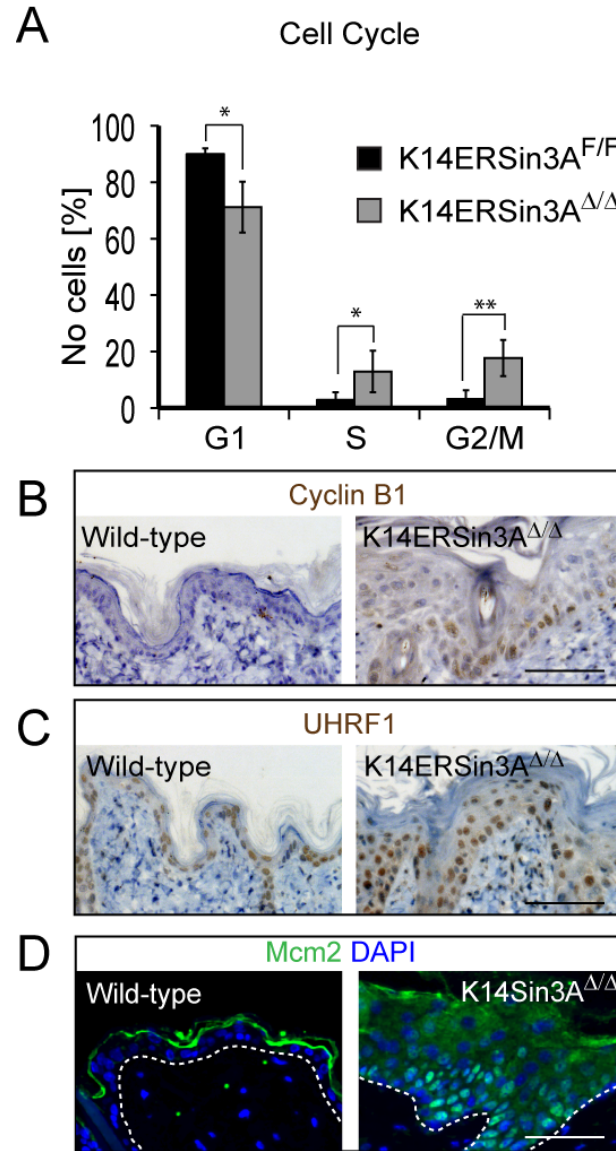 A
Cell Cycle
No cells [%]
100
80
60
40
20
0
*
*
**
K14ERSin3A^F/F
K14ERSin3A^Δ/Δ
G1 S G2/M
B
Cyclin B1
Wild-type K14ERSin3A^Δ/Δ
C
UHRF1
Wild-type K14ERSin3A^Δ/Δ
D
Mcm2 DAPI
Wild-type K14Sin3A^Δ/Δ